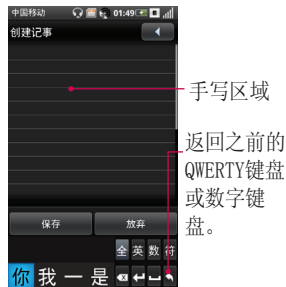 中国移动 01:49
创建记事
手写区域
返回之前的
QWERTY键盘
或数字键
盘。
保存 放弃
全 英 数 符
你 我 一 是